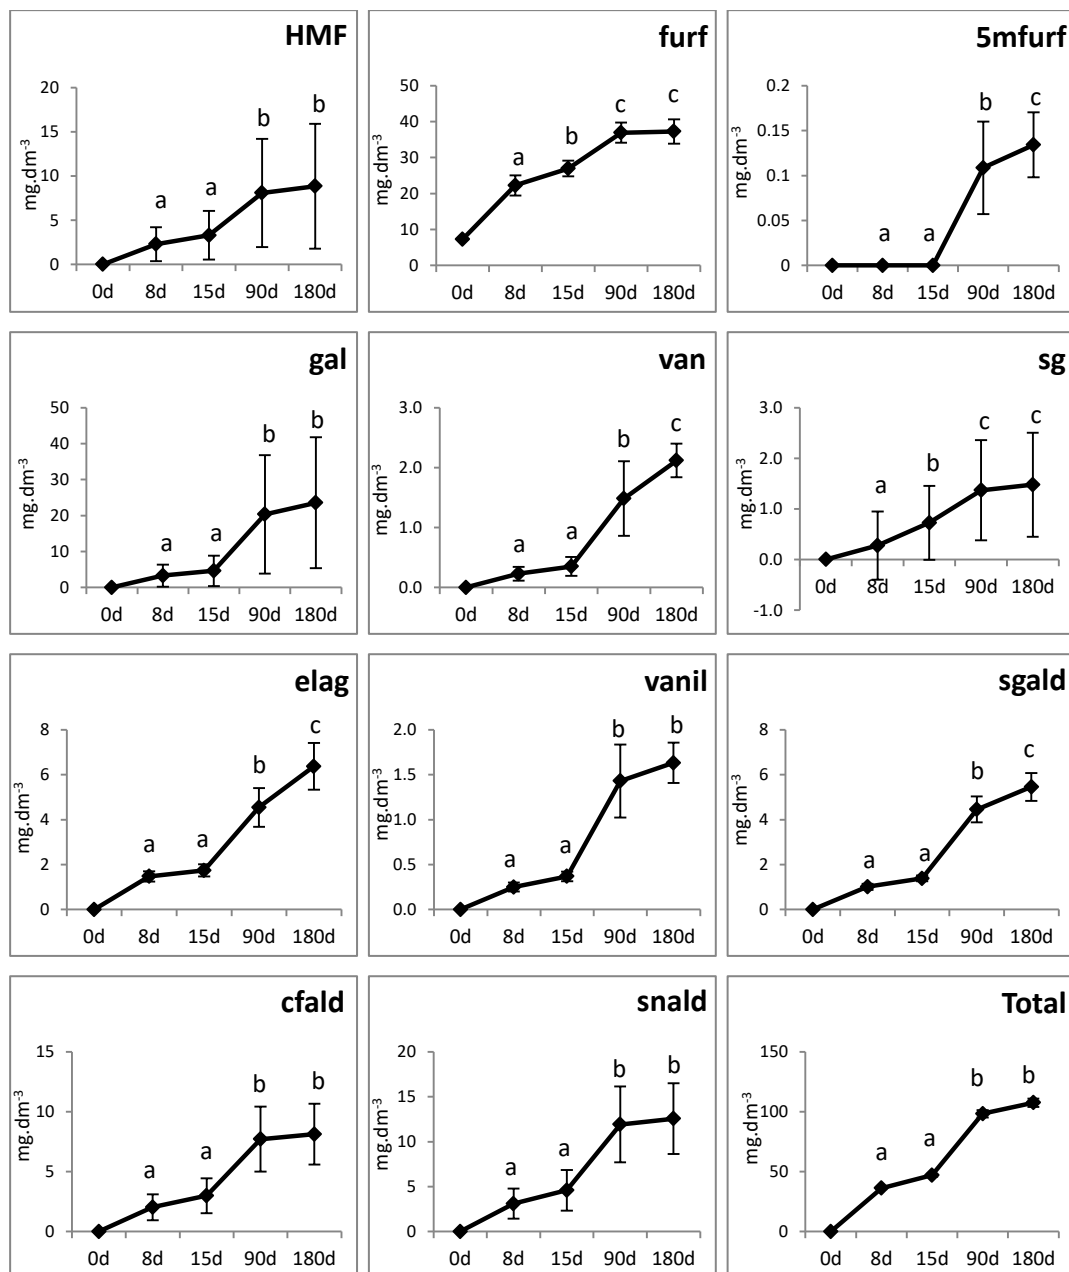 HMF
mg.dm-3
20
15
10
5
0
a
a
b
b
0d 8d 15d 90d 180d
furf
mg.dm-3
50
40
30
20
10
0
a
b
c
c
0d 8d 15d 90d 180d
5mfurf
mg.dm-3
0.2
0.15
0.1
0.05
0
a
a
b
c
0d 8d 15d 90d 180d
gal
mg.dm-3
50
40
30
20
10
0
a
a
b
b
0d 8d 15d 90d 180d
van
mg.dm-3
3.0
2.0
1.0
0.0
a
a
b
c
0d 8d 15d 90d 180d
sg
mg.dm-3
3.0
2.0
1.0
0.0
-1.0
a
b
c
c
0d 8d 15d 90d 180d
elag
mg.dm-3
8
6
4
2
0
a
a
b
c
0d 8d 15d 90d 180d
vanil
mg.dm-3
2.0
1.5
1.0
0.5
0.0
a
a
b
b
0d 8d 15d 90d 180d
sgald
mg.dm-3
8
6
4
2
0
a
a
b
c
0d 8d 15d 90d 180d
cfald
mg.dm-3
15
10
5
0
a
a
b
b
0d 8d 15d 90d 180d
snald
mg.dm-3
20
15
10
5
0
a
a
b
b
0d 8d 15d 90d 180d
Total
mg.dm-3
150
100
50
0
a
a
b
b
0d 8d 15d 90d 180d